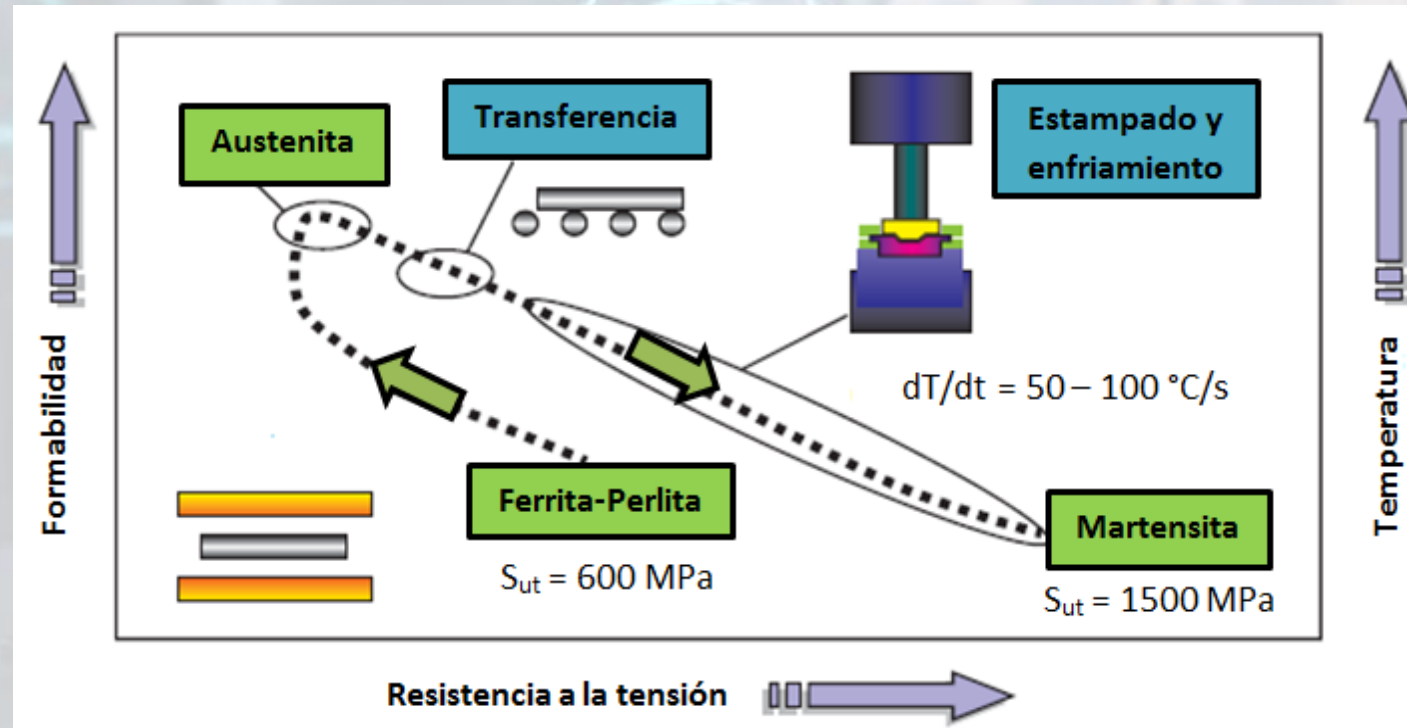 Austenita
Transferencia
Estampado y
enfriamiento
Formabilidad
Temperatura
dT/dt = 50 – 100 °C/s
Ferrita-Perlita
Martensita
Sut = 600 MPa
Sut = 1500 MPa
Resistencia a la tensión